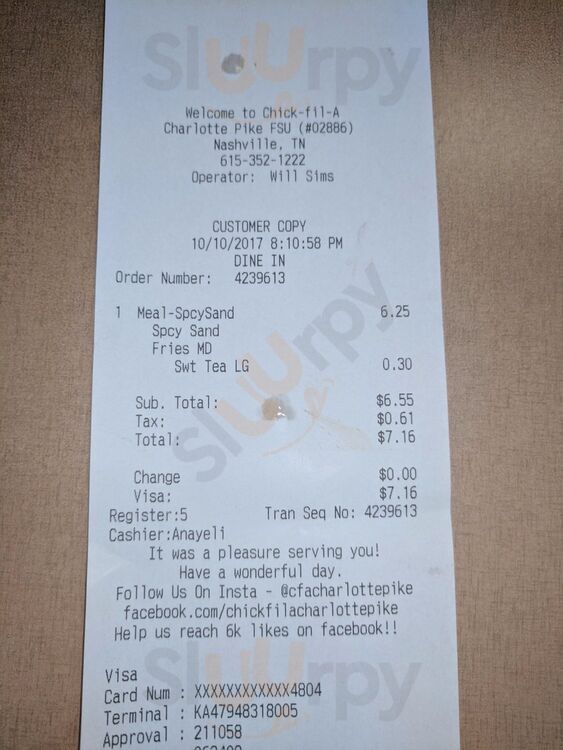 Sluurpy
Welcome to Chick-fil-A
Charlotte Pike FSU (#02886)
Nashville, TN
615-352-1222
Operator: Will Sims
CUSTOMER COPY
10/10/2017 8:10:58 PM
DINE IN
Order Number: 4239613
1 Meal-SpcySand 6.25
Spcy Sand
Fries MD
Swt Tea LG 0.30
Sluurpy
Sub. Total: $6.55
Tax: $0.61
Total: $7.16
Change $0.00
Visa: $7.16
Register:5 Tran Seq No: 4239613
Cashier:Anayeli
It was a pleasure serving you!
Have a wonderful day.
Follow Us On Insta - @cfacharlottepike
facebook.com/chickfilacharlottepike
Help us reach 6k likes on facebook!!
Sluurpy
Visa
Card Num : XXXXXXXXXXXX4804
Terminal : KA47948318005
Approval : 211058